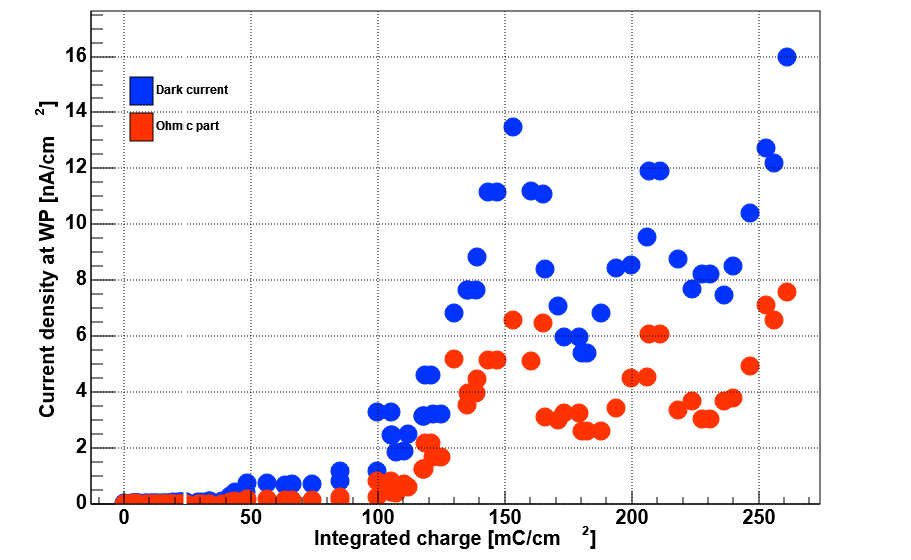 Current density at WP [nA/cm 2]
16
14
12
10
8
6
4
2
0
Dark current
Ohmic part
0 50 100 150 200 250
Integrated charge [mC/cm 2]